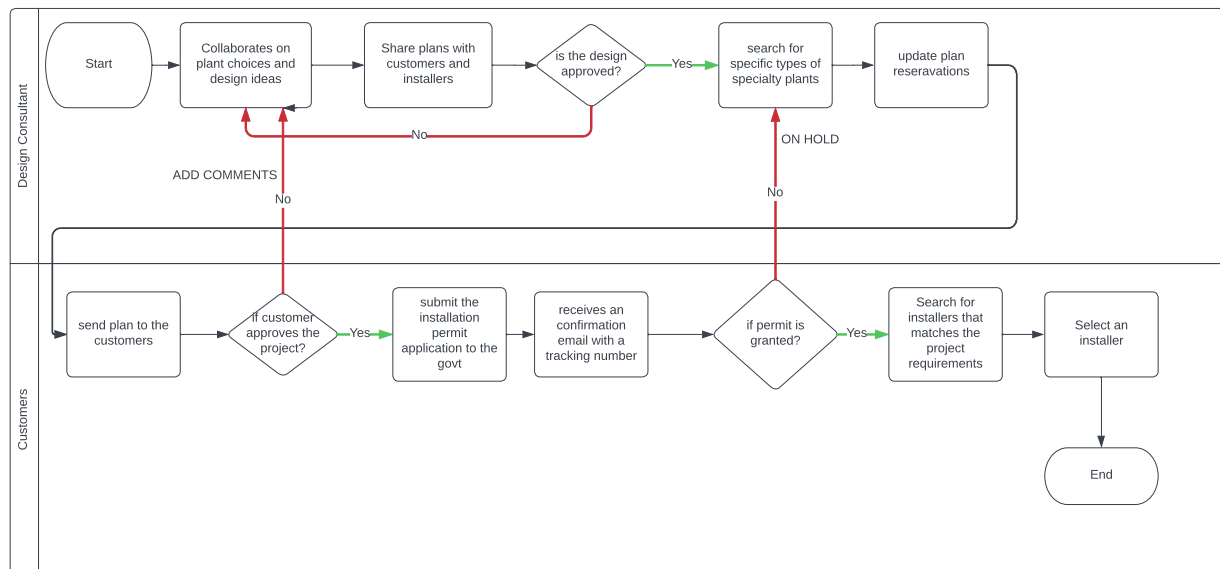 Design Consultant
Start
Collaborates on
plant choices and
design ideas
Share plans with
customers and
installers
is the design
approved?
Yes
search for
specific types of
specialty plants
update plan
reseravations
No
ADD COMMENTS
No
ON HOLD
No
Customers
send plan to the
customers
If customer
approves the
project?
Yes
submit the
installation
permit
application to the
govt
receives an
confirmation
email with a
tracking number
if permit is
granted?
Yes
Search for
installers that
matches the
project
requirements
Select an
installer
End